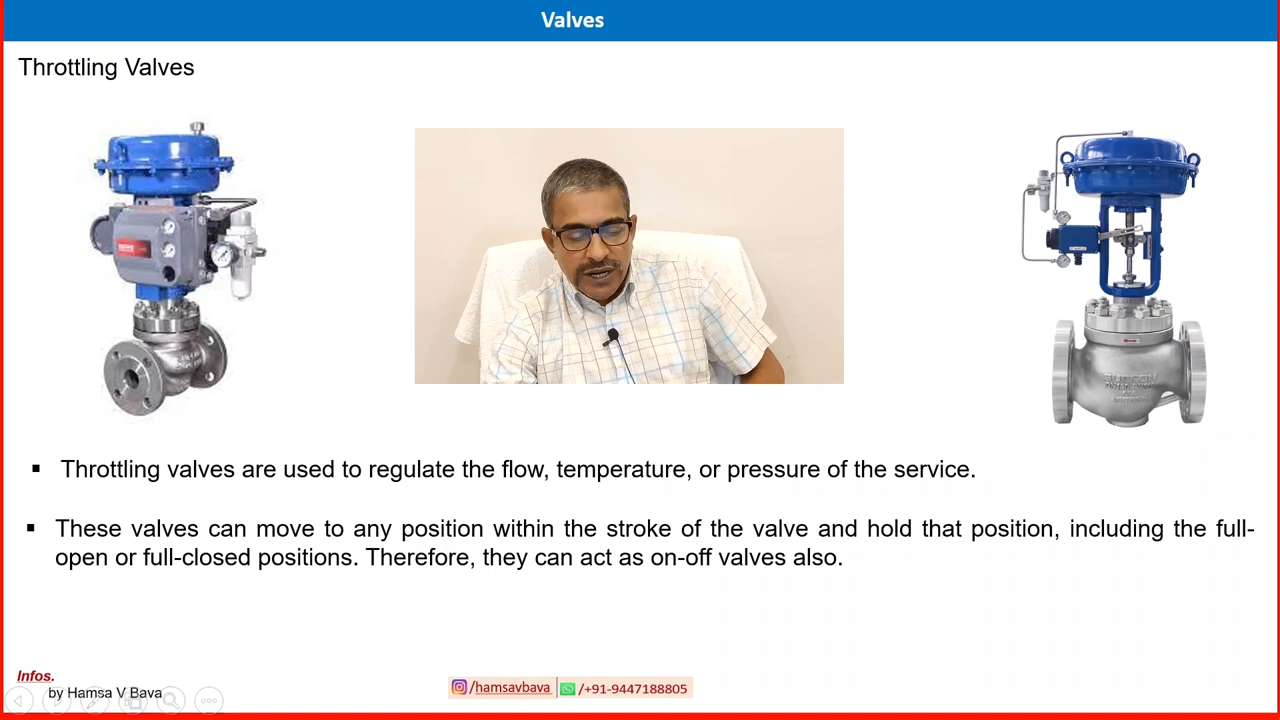 Valves
Throttling Valves
▪ Throttling valves are used to regulate the flow, temperature, or pressure of the service.
▪ These valves can move to any position within the stroke of the valve and hold that position, including the full-
open or full-closed positions. Therefore, they can act as on-off valves also.
Infos.
by Hamsa V Bava
/hamsavbava
/+91-9447188805